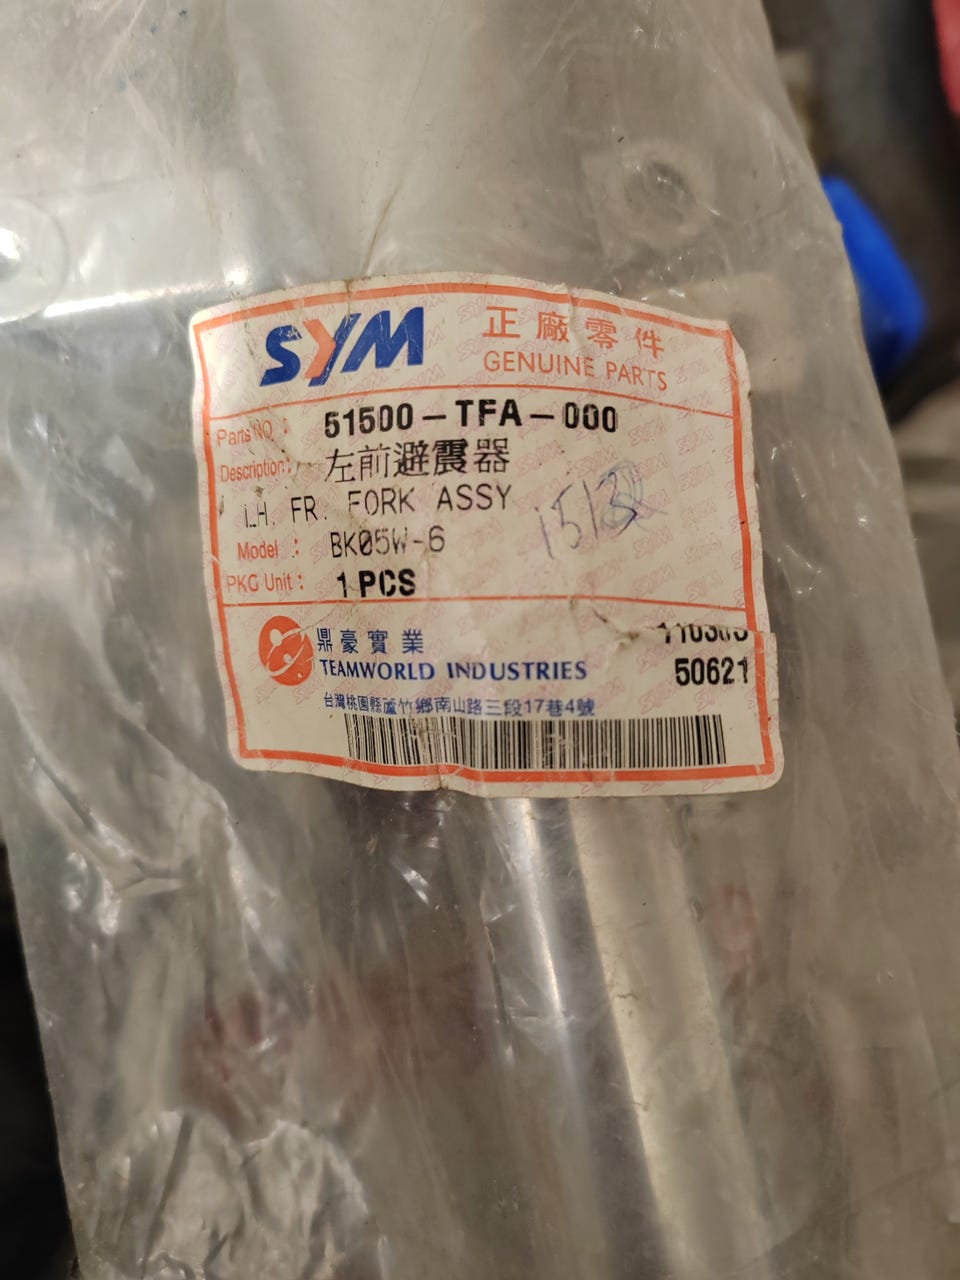 SYM 正廠零件
GENUINE PARTS
Parts NO : 51500-TFA-000
Description: 左前避震器
LH. FR. FORK ASSY
Model : BK05W-6
PKG Unit : 1 PCS
鼎豪實業
TEAMWORLD INDUSTRIES 50621
台灣桃園縣蘆竹鄉南山路三段17巷4號